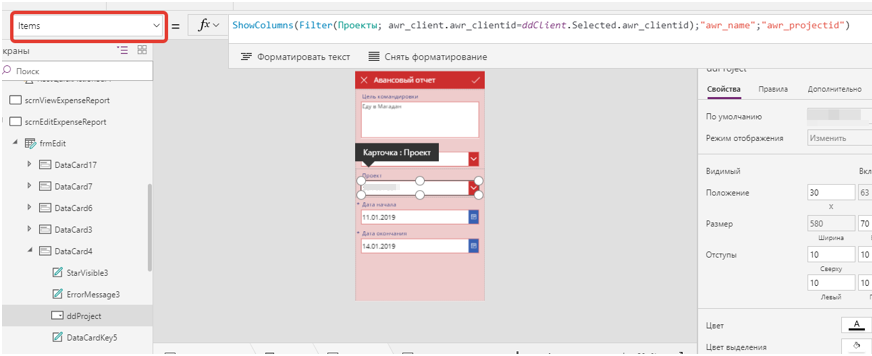 Items
=
fx
ShowColumns(Filter(Проекты; awr_client.awr_clientid=ddClient.Selected.awr_clientid);"awr_name";"awr_projectid")
Форматировать текст
Снять форматирование
краны
Поиск
scrnViewExpenseReport
scrnEditExpenseReport
frmEdit
DataCard17
DataCard7
DataCard6
DataCard3
DataCard4
StarVisible3
ErrorMessage3
ddProject
DataCardKey5
Авансовый отчет
Цель командировки
Еду в Магадан
Карточка : Проект
Проект
* Дата начала
11.01.2019
* Дата окончания
14.01.2019
ddProject
Свойства
Правила
Дополнительно
По умолчанию
Режим отображения
Изменить
Видимый
Вкл
Положение
30
63
X
Размер
580
70
Ширина
Отступы
10
10
Сверху
10
10
Левый
Цвет
A
Цвет выделения